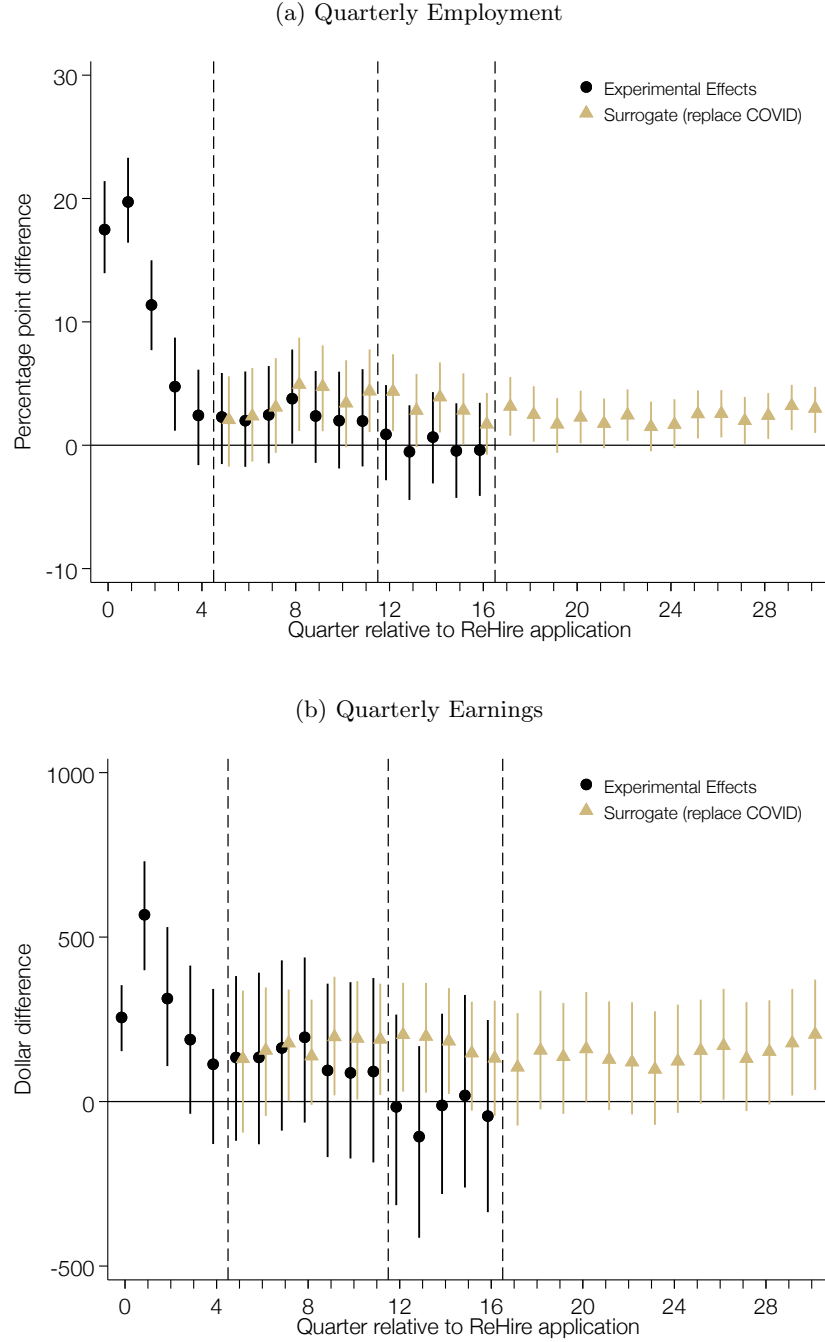 (a) Quarterly Employment
30
20
10
0
-10
Percentage point difference
Experimental Effects
Surrogate (replace COVID)
0 4 8 12 16 20 24 28
Quarter relative to ReHire application
(b) Quarterly Earnings
1000
500
0
-500
Dollar difference
Experimental Effects
Surrogate (replace COVID)
0 4 8 12 16 20 24 28
Quarter relative to ReHire application